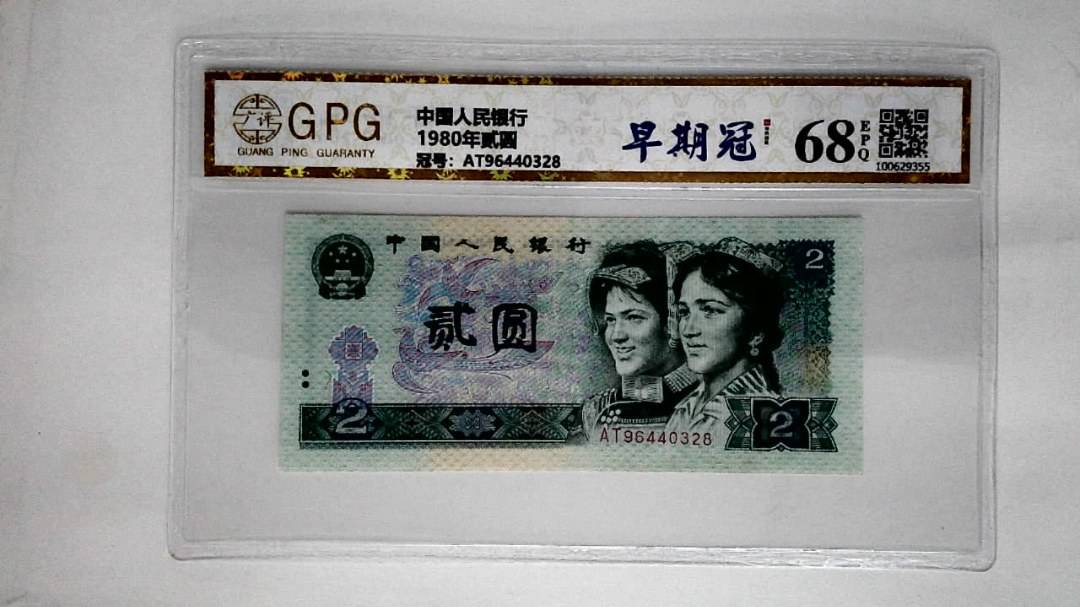 广评
GPG
GUANG PING GUARANTY
中国人民银行
1980年贰圆
冠号：AT96440328
早期冠
68
EPQ
100629355
中国人民银行
2
贰圆
2
AT96440328
2